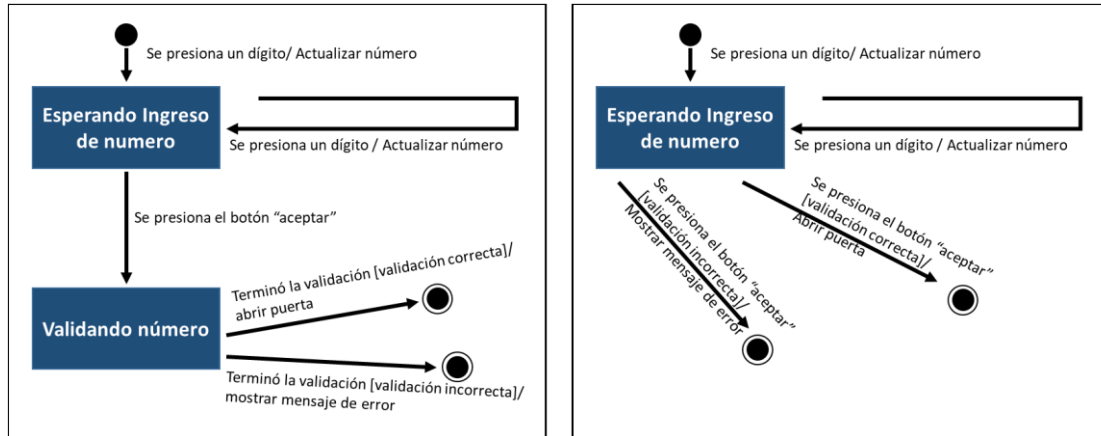 Se presiona un dígito/ Actualizar número
Esperando Ingreso
de numero
Se presiona un dígito / Actualizar número
Se presiona el botón “aceptar”
Terminó la validación [validación correcta]/
abrir puerta
Validando número
Terminó la validación [validación incorrecta]/
mostrar mensaje de error
Se presiona un dígito/ Actualizar número
Esperando Ingreso
de numero
Se presiona un dígito / Actualizar número
Se presiona el botón “aceptar”
[validación incorrecta]/
Mostrar mensaje de error
Se presiona el botón “aceptar”
[validación correcta]/
Abrir puerta